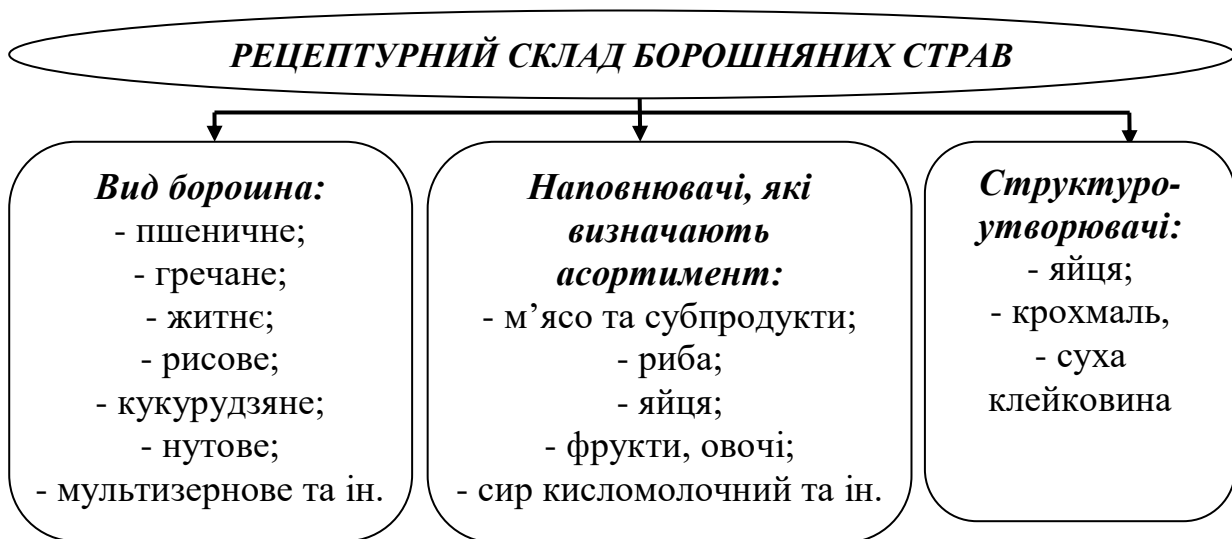 РЕЦЕПТУРНИЙ СКЛАД БОРОШНЯНИХ СТРАВ
Вид борошна:
- пшеничне;
- гречане;
- житнє;
- рисове;
- кукурудзяне;
- нутове;
- мультизернове та ін.
Наповнювачі, які
визначають
асортимент:
- м’ясо та субпродукти;
- риба;
- яйця;
- фрукти, овочі;
- сир кисломолочний та ін.
Структуро-
утворювачі:
- яйця;
- крохмаль,
- суха
клейковина